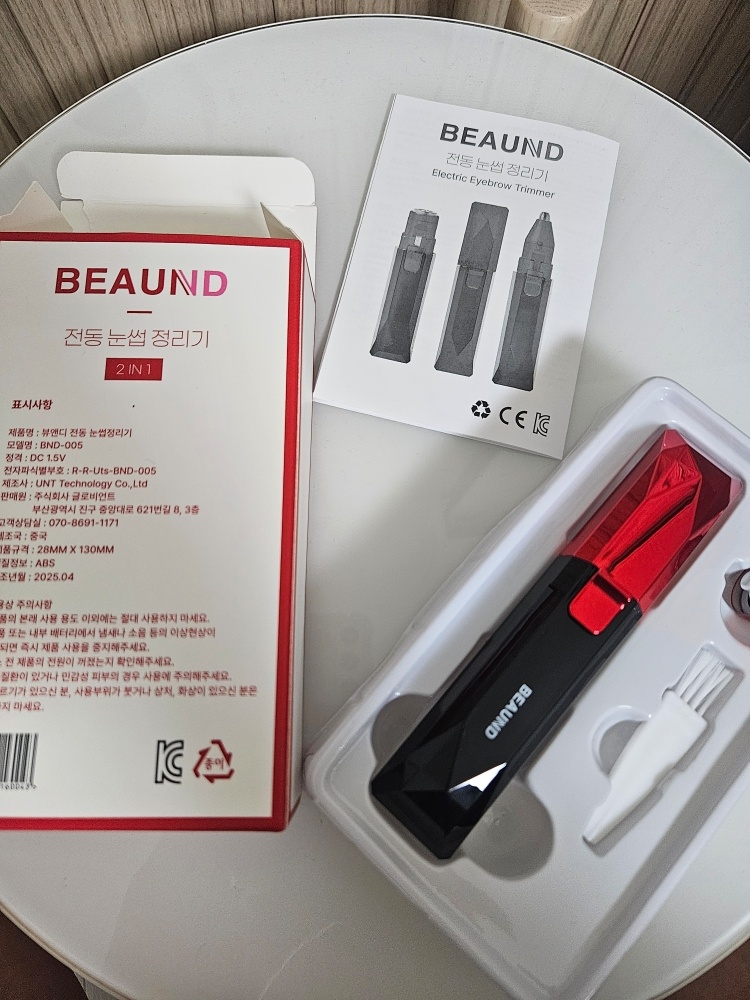 BEAUND
전동 눈썹 정리기
2 IN 1
표시사항
제품명 : 뷰앤디 전동 눈썹정리기
모델명 : BND-005
정격 : DC 1.5V
전자파식별부호 : R-R-Uts-BND-005
제조사 : UNT Technology Co.,Ltd
판매원 : 주식회사 글로비언트
부산광역시 진구 중앙대로 621번길 8, 3층
고객상담실 : 070-8691-1171
제조국 : 중국
제품규격 : 28MM X 130MM
정보 : ABS
조년월 : 2025.04
주의사항
본래 사용 용도 이외에는 절대 사용하지 마세요.
또는 내부 배터리에서 냄새나 소음 등의 이상현상이
되면 즉시 제품 사용을 중지해주세요.
전 제품의 전원이 꺼졌는지 확인해주세요.
질환이 있거나 민감성 피부의 경우 사용에 주의해주세요.
르기가 있으신 분, 사용부위가 붓거나 상처, 화상이 있으신 분은
지 마세요.
종이
BEAUND
전동 눈썹 정리기
Electric Eyebrow Trimmer
CE
BEAUND